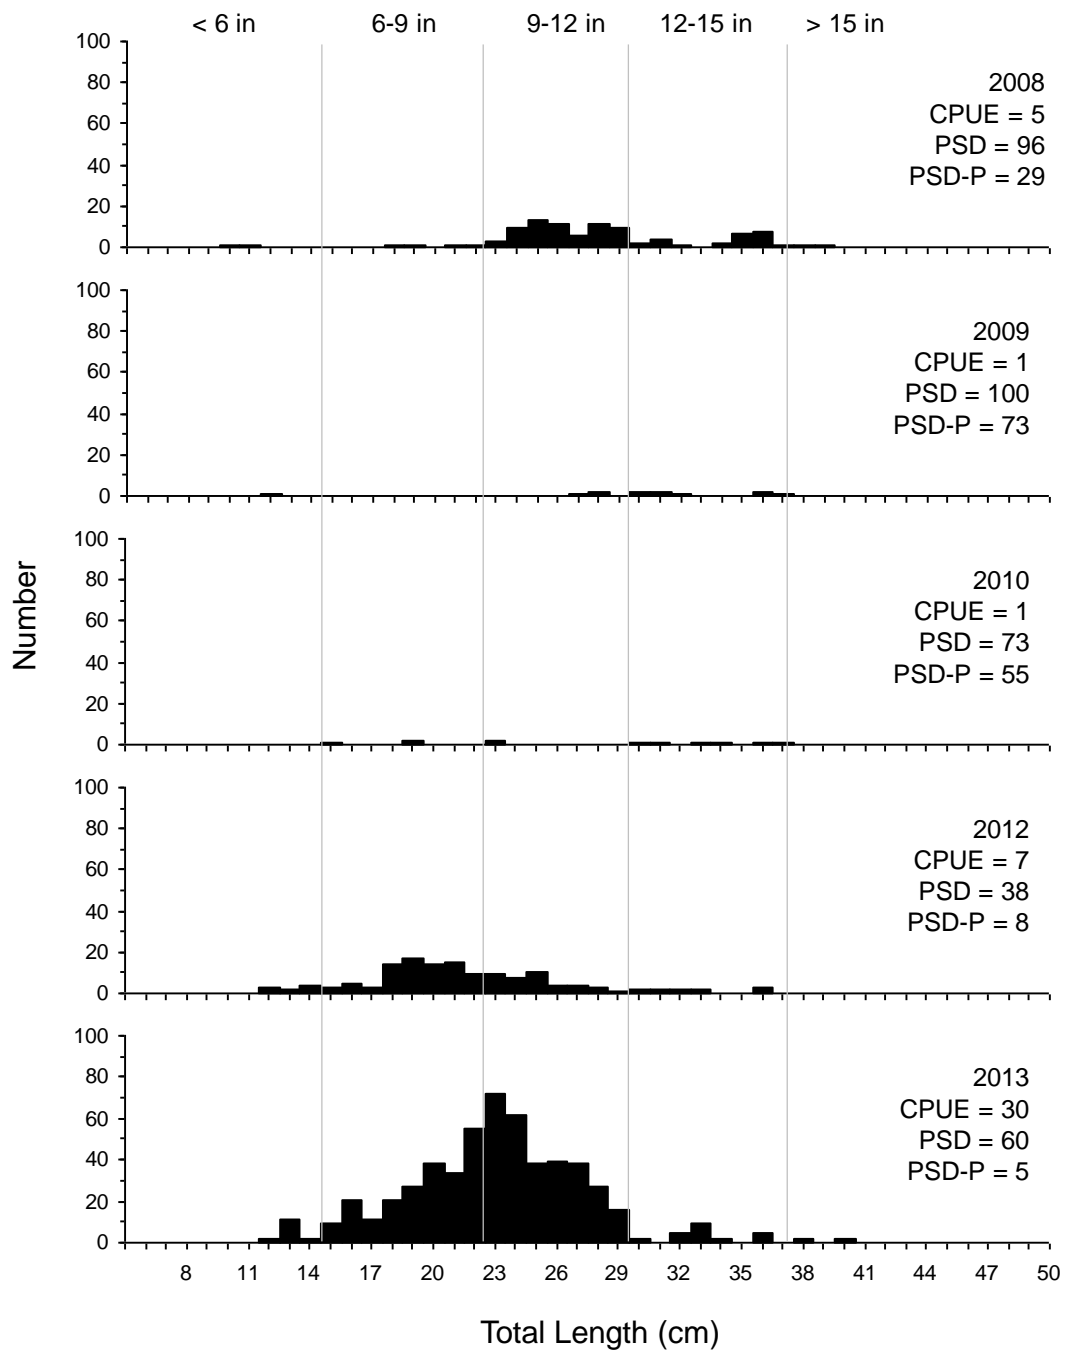 < 6 in 6-9 in 9-12 in 12-15 in > 15 in
100
80
60
40
20
0
2008
CPUE = 5
PSD = 96
PSD-P = 29
100
80
60
40
20
0
2009
CPUE = 1
PSD = 100
PSD-P = 73
100
80
60
40
20
0
2010
CPUE = 1
PSD = 73
PSD-P = 55
100
80
60
40
20
0
2012
CPUE = 7
PSD = 38
PSD-P = 8
100
80
60
40
20
0
2013
CPUE = 30
PSD = 60
PSD-P = 5
Number
8 11 14 17 20 23 26 29 32 35 38 41 44 47 50
Total Length (cm)